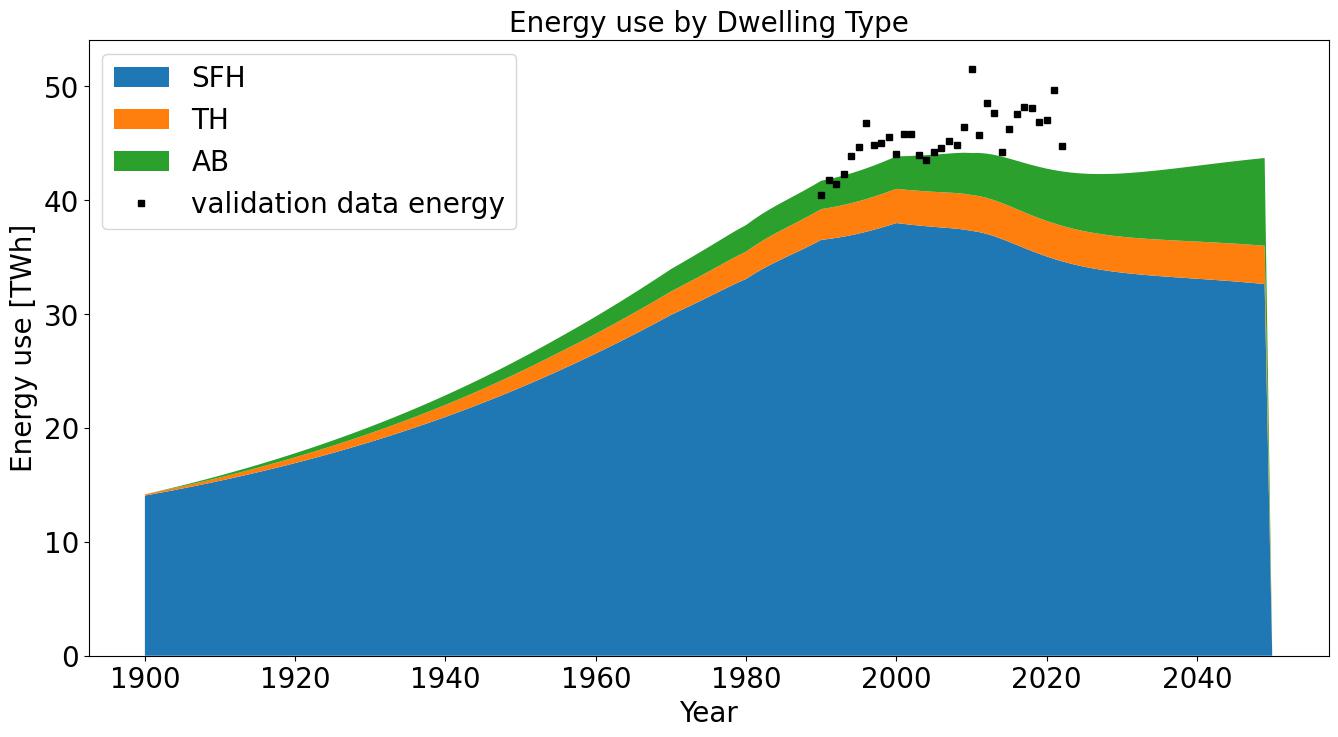 Energy use by Dwelling Type
SFH
TH
AB
validation data energy
Energy use [TWh]
50
40
30
20
10
0
1900 1920 1940 1960 1980 2000 2020 2040
Year